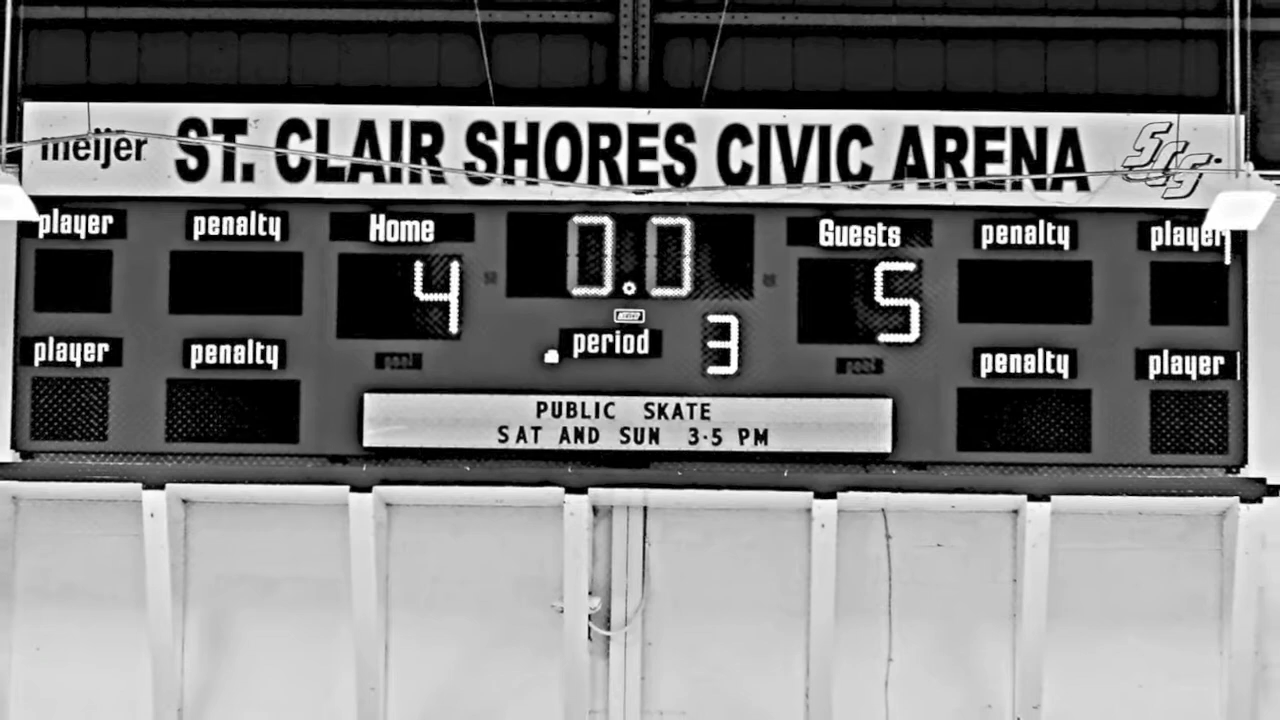 meijer ST. CLAIR SHORES CIVIC ARENA SCS
player penalty Home 0.0 Guests penalty player
4 5
period 3
player penalty penalty player
PUBLIC SKATE
SAT AND SUN 3·5 PM